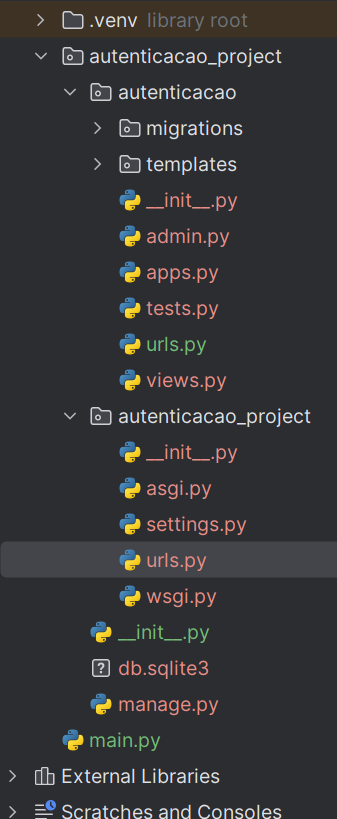 .venv library root
autenticacao_project
autenticacao
migrations
templates
__init__.py
admin.py
apps.py
tests.py
urls.py
views.py
autenticacao_project
__init__.py
asgi.py
settings.py
urls.py
wsgi.py
__init__.py
db.sqlite3
manage.py
main.py
External Libraries
Scratches and Consoles